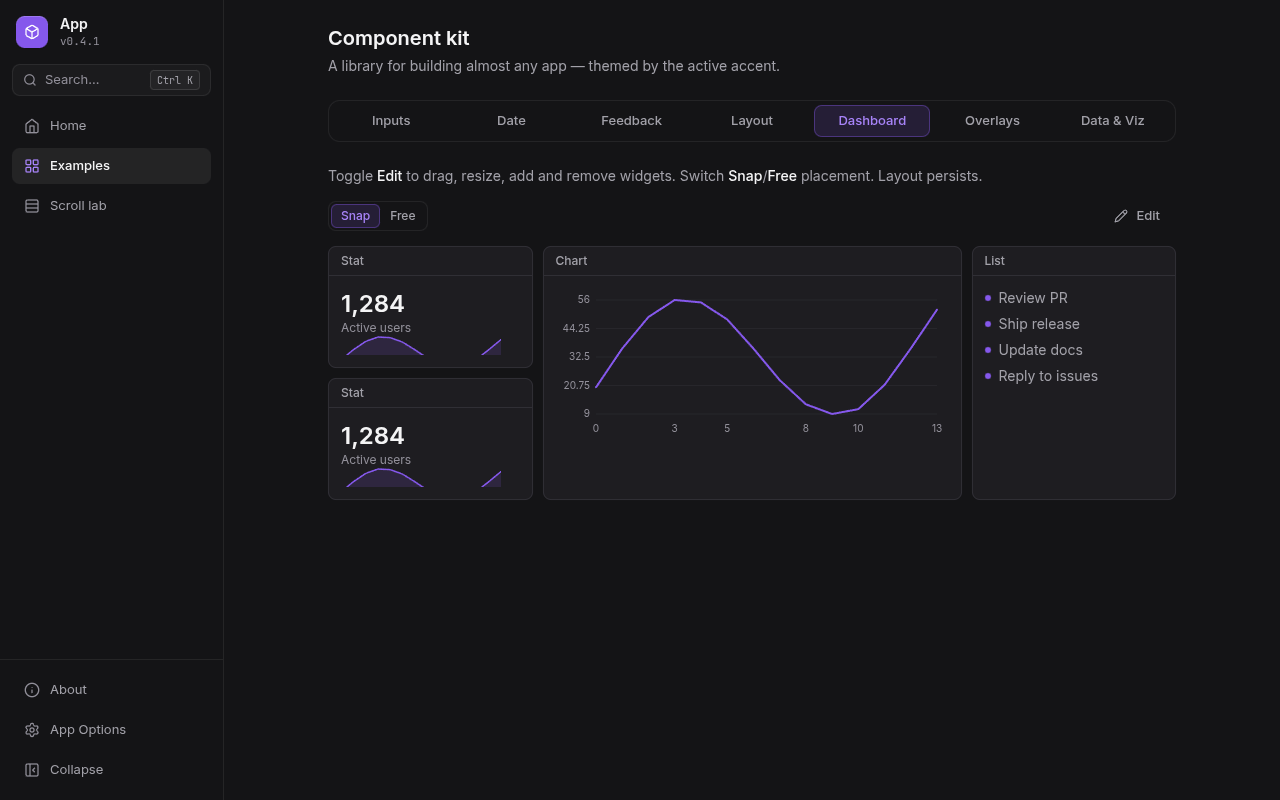 App
v0.4.1
Search...
Ctrl K
Home
Examples
Scroll lab
About
App Options
Collapse
Component kit
A library for building almost any app — themed by the active accent.
Inputs
Date
Feedback
Layout
Dashboard
Overlays
Data & Viz
Toggle Edit to drag, resize, add and remove widgets. Switch Snap/Free placement. Layout persists.
Snap
Free
Edit
Stat
1,284
Active users
Stat
1,284
Active users
Chart
56
44.25
32.5
20.75
9
0
3
5
8
10
13
List
Review PR
Ship release
Update docs
Reply to issues